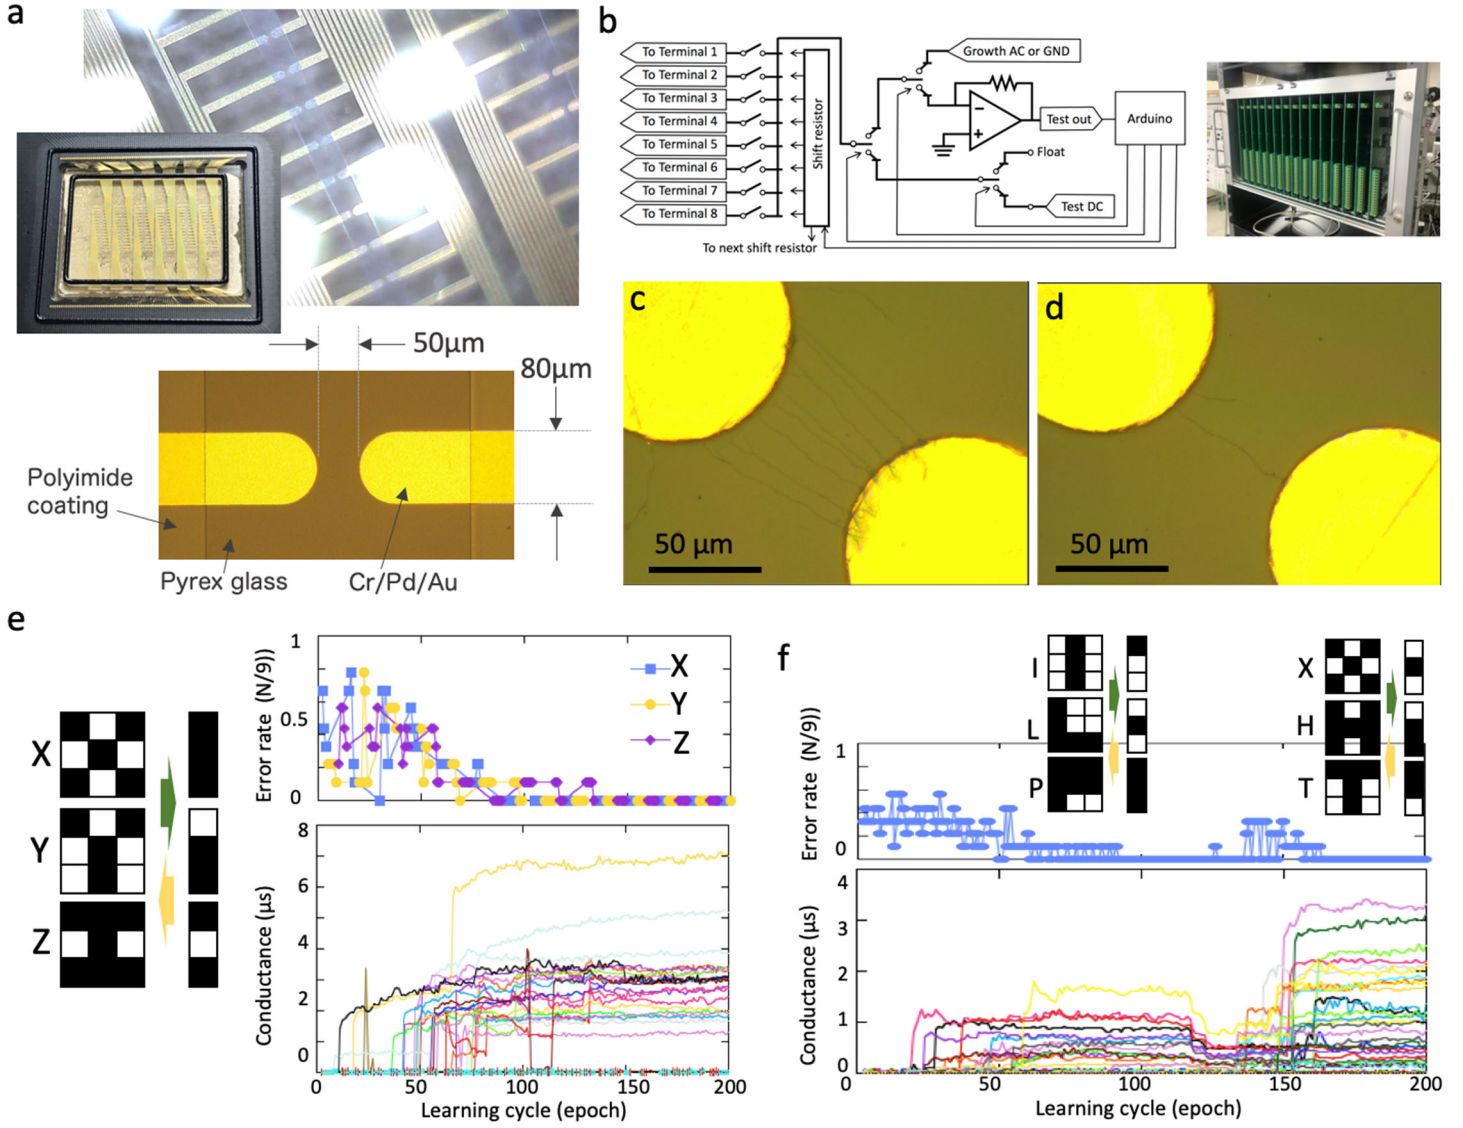 a
50μm
80μm
Polyimide
coating
Pyrex glass
Cr/Pd/Au
b
To Terminal 1
To Terminal 2
To Terminal 3
To Terminal 4
To Terminal 5
To Terminal 6
To Terminal 7
To Terminal 8
Shift resistor
To next shift resistor
Growth AC or GND
−
+
Test out
Arduino
Float
Test DC
c
50 μm
d
50 μm
e
X
Y
Z
Error rate (N/9))
1
0.5
0
X
Y
Z
Conductance (μs)
8
6
4
2
0
0
50
100
150
200
Learning cycle (epoch)
f
I
L
P
X
H
T
Error rate (N/9))
1
0
Conductance (μs)
4
3
2
1
0
0
50
100
150
200
Learning cycle (epoch)